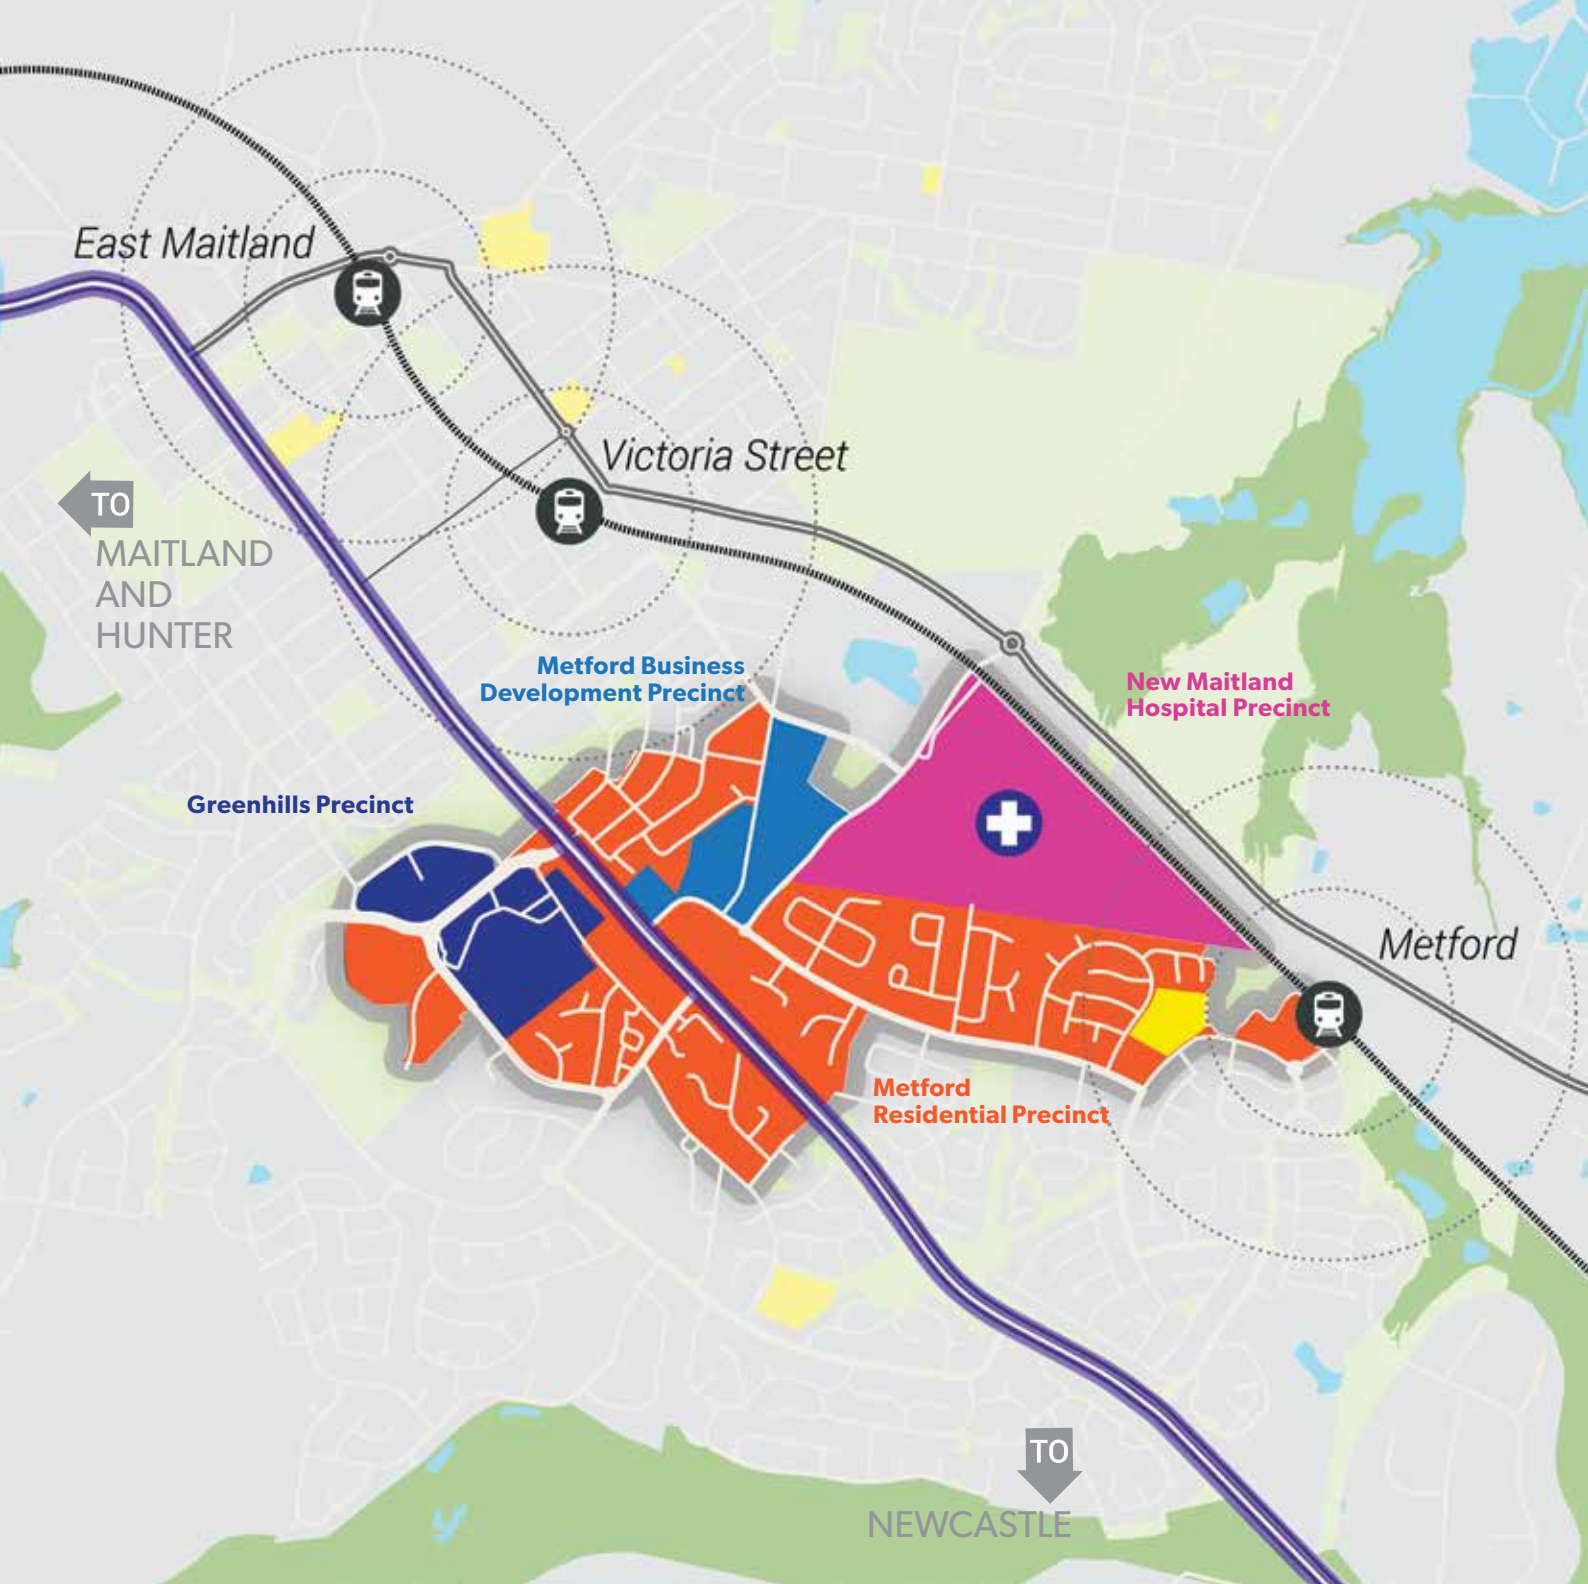 East Maitland
Victoria Street
TO
MAITLAND
AND
HUNTER
Metford Business
Development Precinct
New Maitland
Hospital Precinct
Greenhills Precinct
Metford
Metford
Residential Precinct
TO
NEWCASTLE